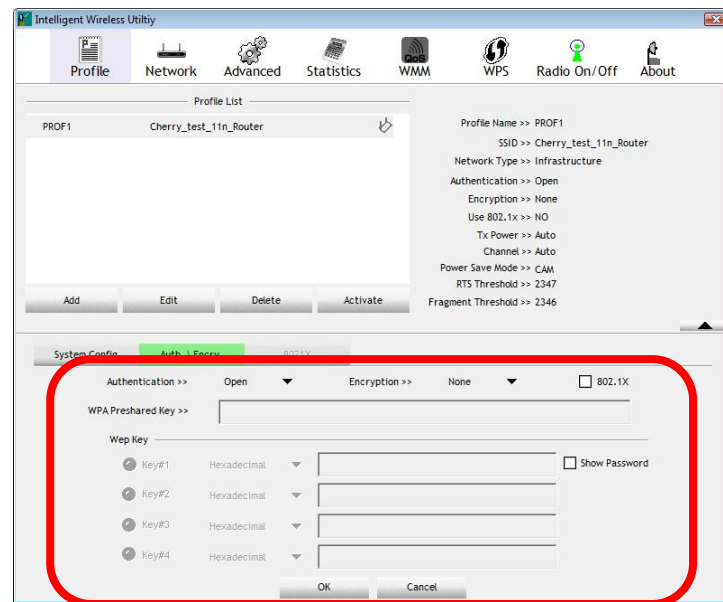 Intelligent Wireless Utiltiy
Profile Network Advanced Statistics QoS WMM WPS Radio On/Off About
Profile List
PROF1 Cherry_test_11n_Router
Add Edit Delete Activate
Profile Name >> PROF1
SSID >> Cherry_test_11n_Router
Network Type >> Infrastructure
Authentication >> Open
Encryption >> None
Use 802.1x >> NO
Tx Power >> Auto
Channel >> Auto
Power Save Mode >> CAM
RTS Threshold >> 2347
Fragment Threshold >> 2346
System Config Auth. \ Encry. 8021X
Authentication >> Open Encryption >> None 802.1X
WPA Preshared Key >>
Wep Key
Key#1 Hexadecimal Show Password
Key#2 Hexadecimal
Key#3 Hexadecimal
Key#4 Hexadecimal
OK Cancel